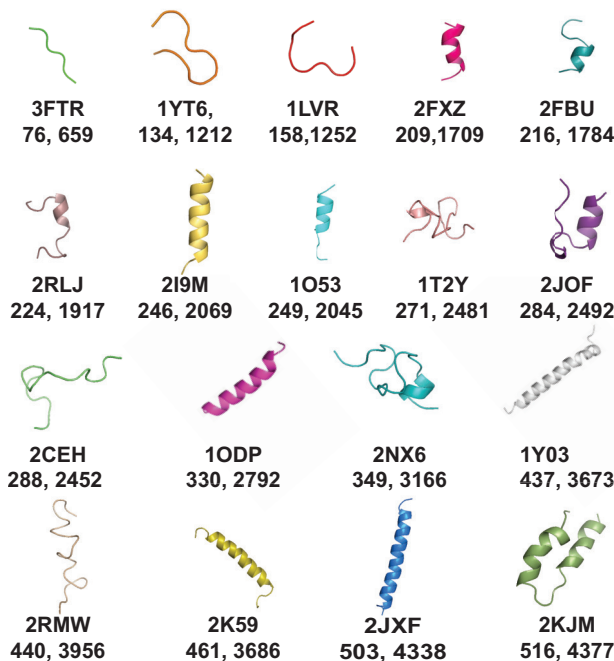 3FTR 1YT6, 1LVR 2FXZ 2FBU
76, 659 134, 1212 158,1252 209,1709 216, 1784
2RLJ 2I9M 1O53 1T2Y 2JOF
224, 1917 246, 2069 249, 2045 271, 2481 284, 2492
2CEH 1ODP 2NX6 1Y03
288, 2452 330, 2792 349, 3166 437, 3673
2RMW 2K59 2JXF 2KJM
440, 3956 461, 3686 503, 4338 516, 4377